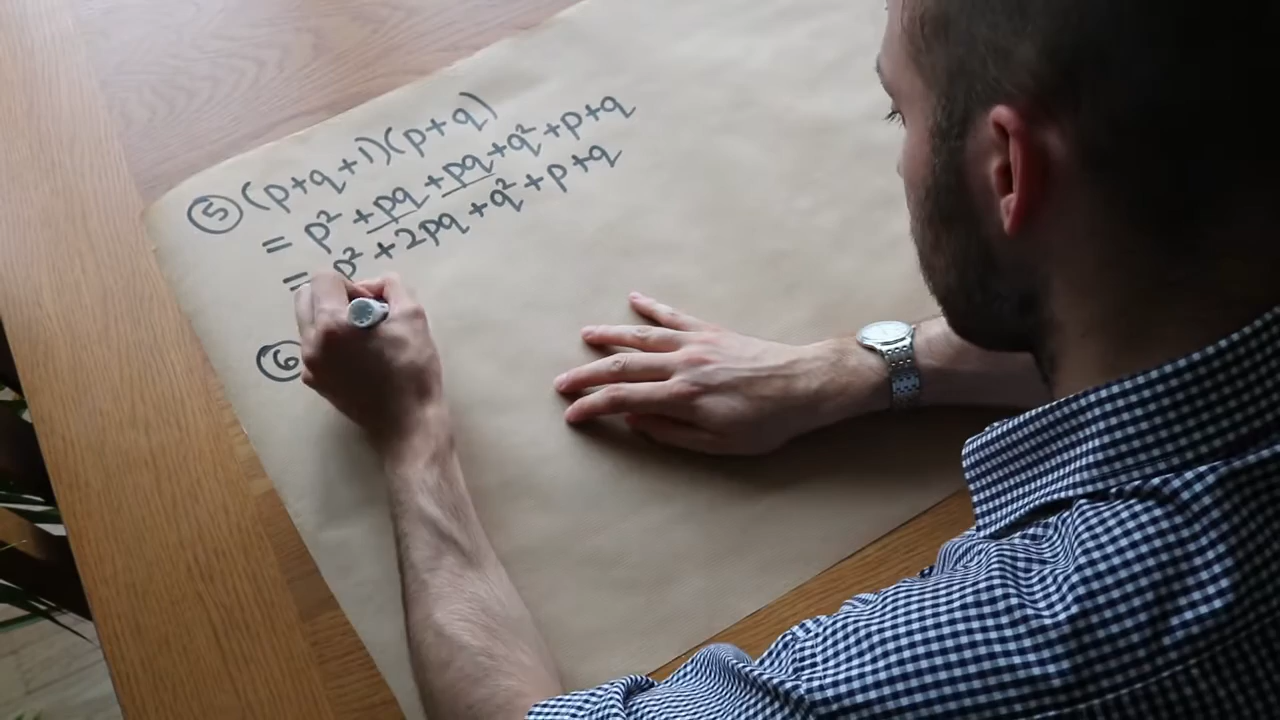 ⑤ (p+q+1)(p+q)
= p² + pq + pq + q² + p + q
= p² + 2pq + q² + p + q
⑥